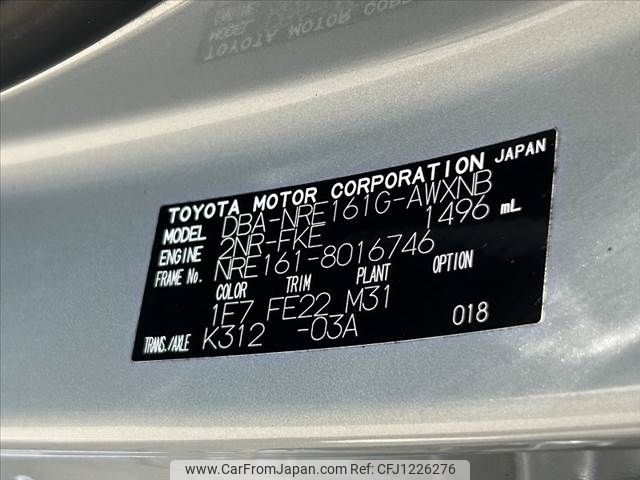 TOYOTA MOTOR CORPORATION JAPAN
MODEL DBA-NRE161G-AWXNB
ENGINE 2NR-FKE 1496 mL
FRAME No. NRE161-8016746
COLOR TRIM PLANT OPTION
1F7 FE22 M31
TRANS./AXLE K312 -03A 018
www.CarFromJapan.com - CFJ1226276